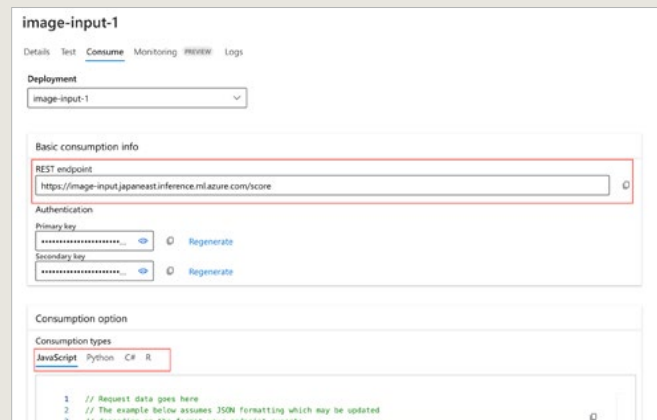 image-input-1
Details Test Consume Monitoring PREVIEW Logs
Deployment
image-input-1
Basic consumption info
REST endpoint
https://image-input.japaneast.inference.ml.azure.com/score
Authentication
Primary key
Regenerate
Secondary key
Regenerate
Consumption option
Consumption types
JavaScript Python C# R
1 // Request data goes here
2 // The example below assumes JSON formatting which may be updated